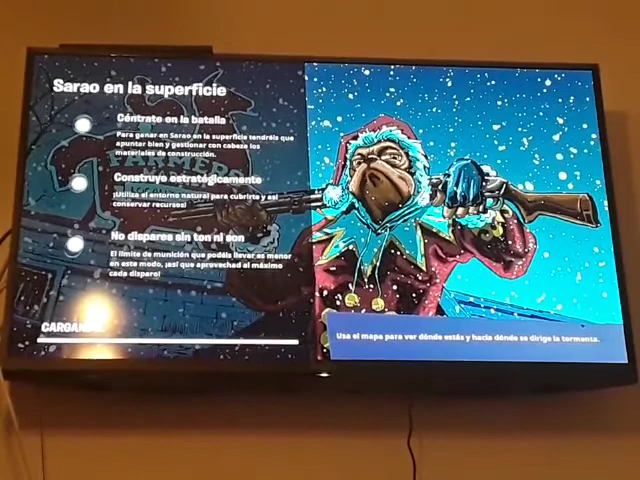 Sarao en la superficie
Céntrate en la batalla
Para ganar en Sarao en la superficie tendréis que
apuntar bien y gestionar con cabeza los
materiales de construcción.
Construye estratégicamente
¡Utiliza el entorno natural para cubrirte y así
conservar recursos!
No dispares sin ton ni son
El límite de munición que podéis llevar es menor
en este modo, ¡así que aprovechad al máximo
cada disparo!
Usa el mapa para ver dónde estás y hacia dónde se dirige la tormenta.